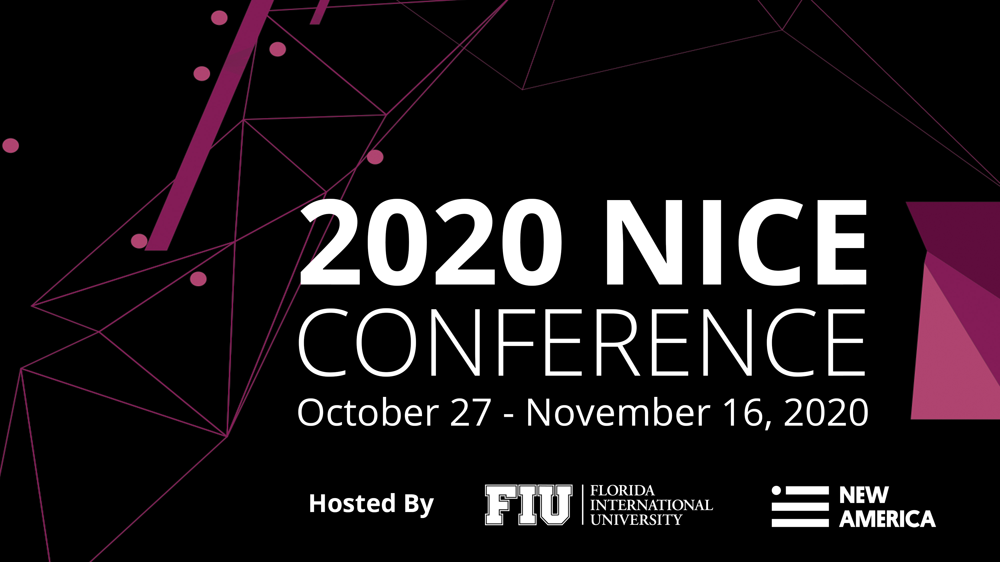 2020 NICE
CONFERENCE
October 27 - November 16, 2020
Hosted By
FIU
FLORIDA
INTERNATIONAL
UNIVERSITY
NEW
AMERICA